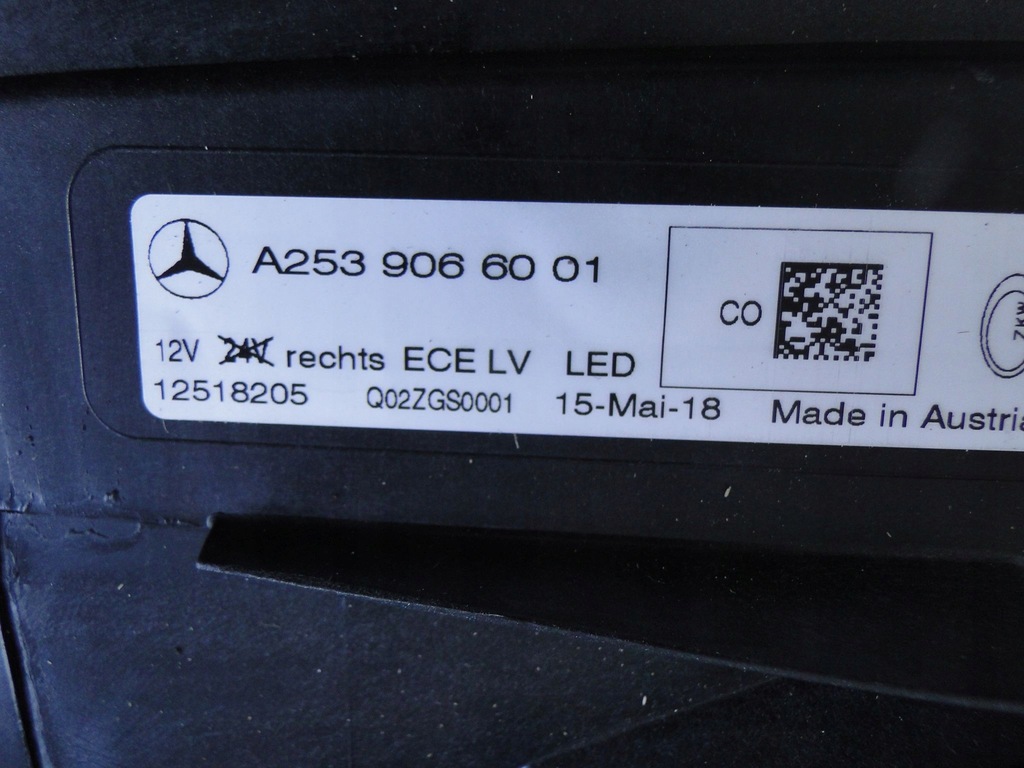 A253 906 60 01
CO
ZKW
12V 24V rechts ECE LV LED
12518205 Q02ZGS0001 15-Mai-18 Made in Austria